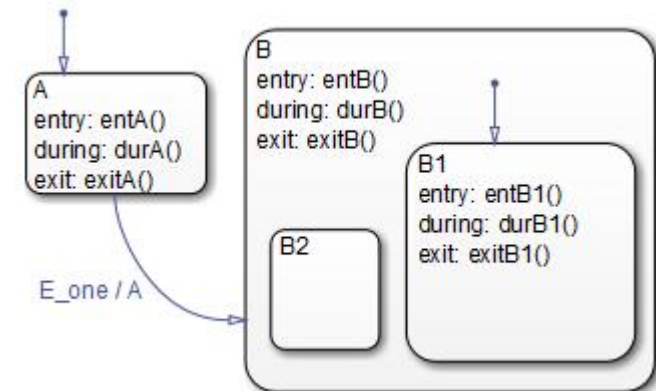 A
entry: entA()
during: durA()
exit: exitA()
E_one / A
B
entry: entB()
during: durB()
exit: exitB()
B2
B1
entry: entB1()
during: durB1()
exit: exitB1()